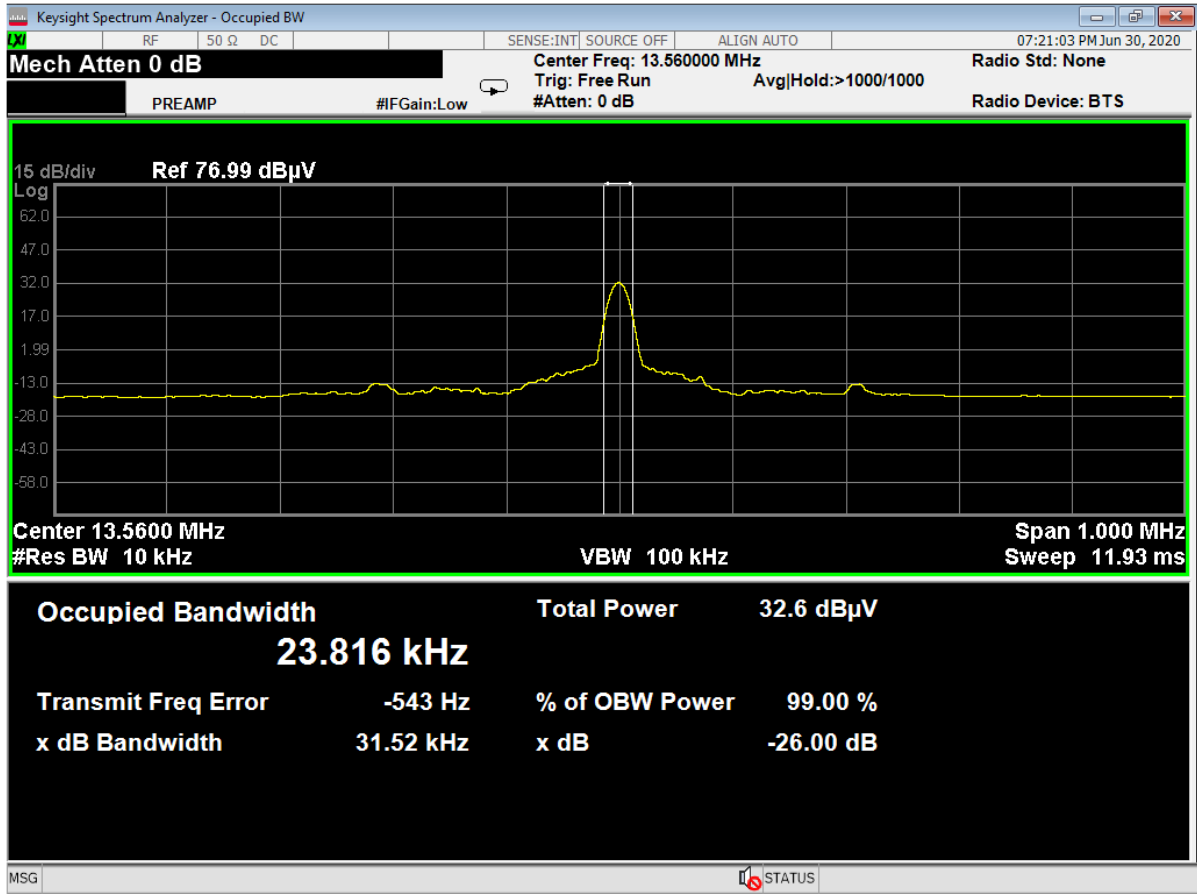 Keysight Spectrum Analyzer - Occupied BW
LXI RF 50 Ω DC SENSE:INT SOURCE OFF ALIGN AUTO 07:21:03 PM Jun 30, 2020
Mech Atten 0 dB
Center Freq: 13.560000 MHz Radio Std: None
Trig: Free Run Avg|Hold:>1000/1000
PREAMP #IFGain:Low #Atten: 0 dB Radio Device: BTS
15 dB/div Ref 76.99 dBµV
Log
62.0
47.0
32.0
17.0
1.99
-13.0
-28.0
-43.0
-58.0
Center 13.5600 MHz Span 1.000 MHz
#Res BW 10 kHz VBW 100 kHz Sweep 11.93 ms
Occupied Bandwidth Total Power 32.6 dBµV
23.816 kHz
Transmit Freq Error -543 Hz % of OBW Power 99.00 %
x dB Bandwidth 31.52 kHz x dB -26.00 dB
MSG STATUS